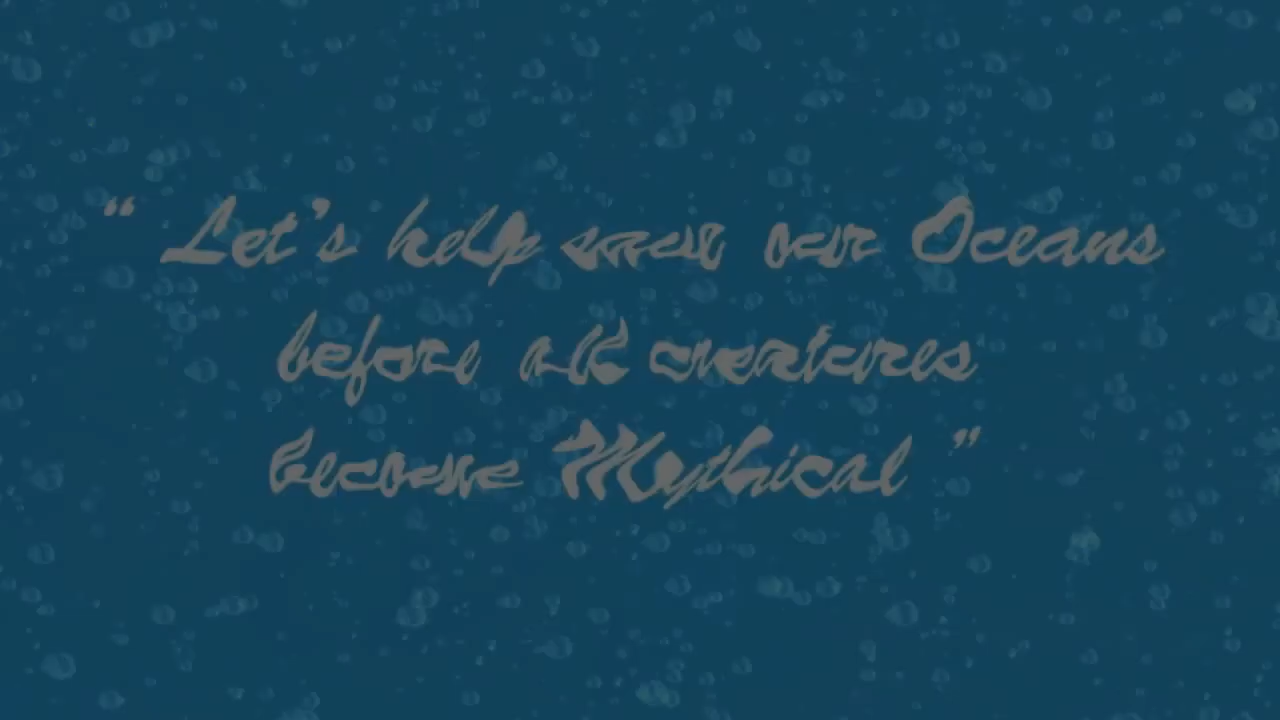 “ Let’s help save our Oceans
before all creatures
become Mythical ”